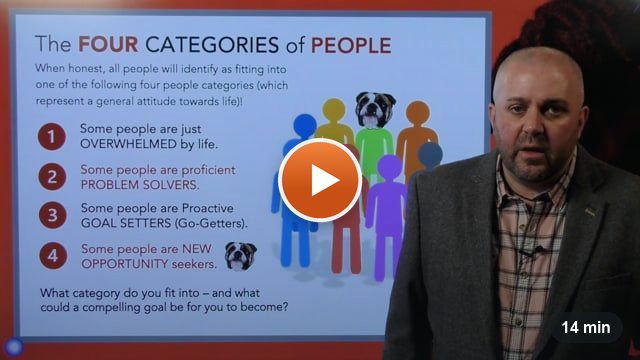 The FOUR CATEGORIES of PEOPLE
When honest, all people will identify as fitting into
one of the following four people categories (which
represent a general attitude towards life)!
1 Some people are just
OVERWHELMED by life.
2 Some people are proficient
PROBLEM SOLVERS.
3 Some people are Proactive
GOAL SETTERS (Go-Getters).
4 Some people are NEW
OPPORTUNITY seekers.
What category do you fit into – and what
could a compelling goal be for you to become?
14 min